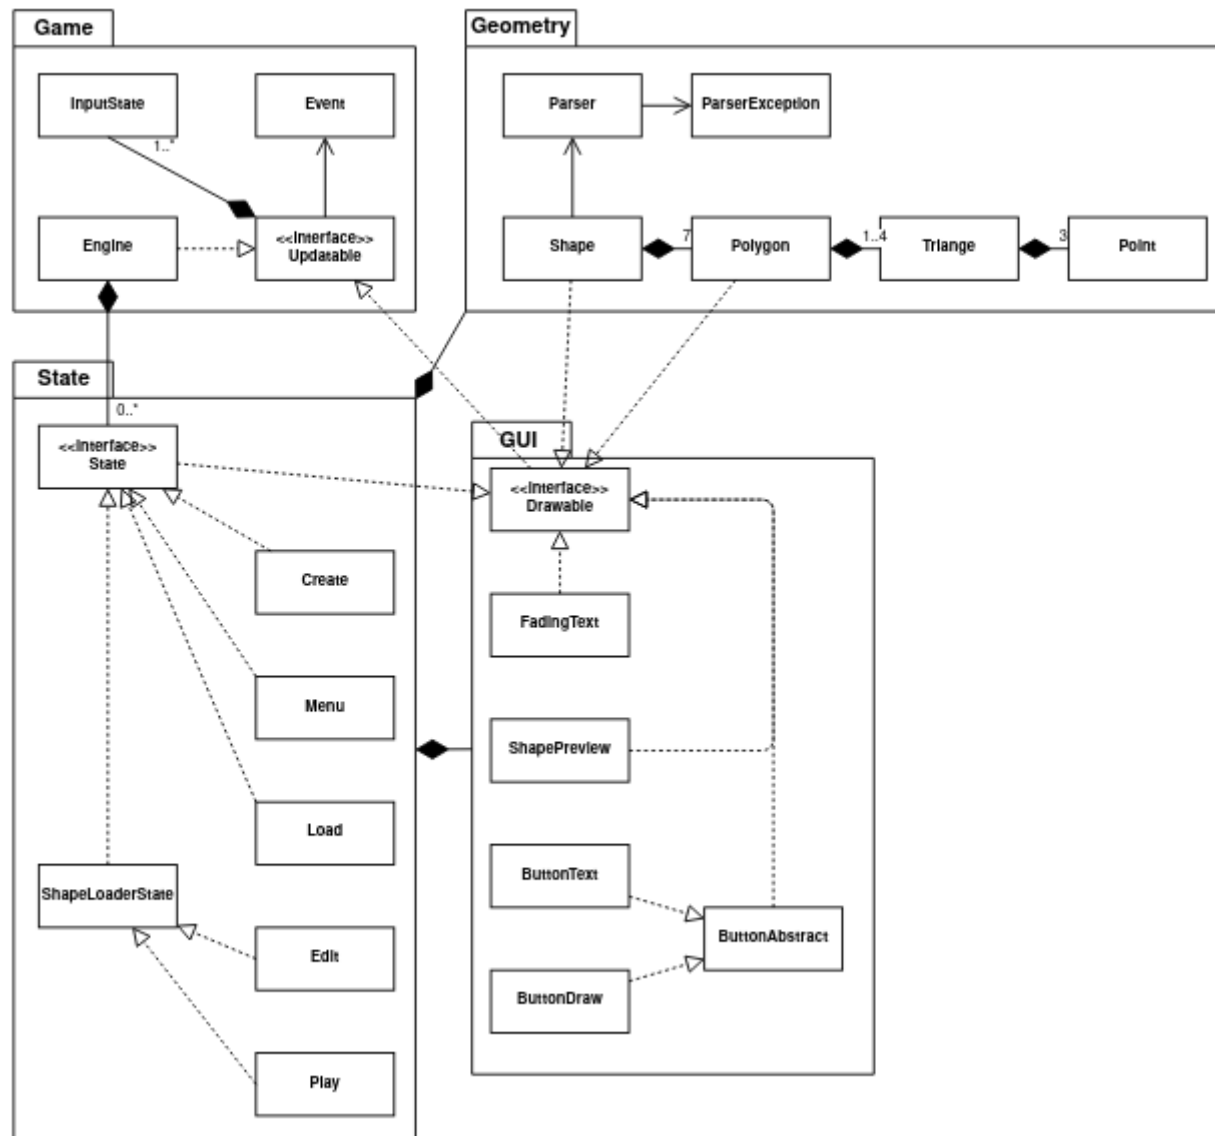 Game
InputState
Event
1..*
Engine
<<Interface>>
Updatable
Geometry
Parser
ParserException
Shape
7
Polygon
1..4
Triange
3
Point
State
0..*
<<Interface>>
State
Create
Menu
Load
ShapeLoaderState
Edit
Play
GUI
<<Interface>>
Drawable
FadingText
ShapePreview
ButtonText
ButtonAbstract
ButtonDraw